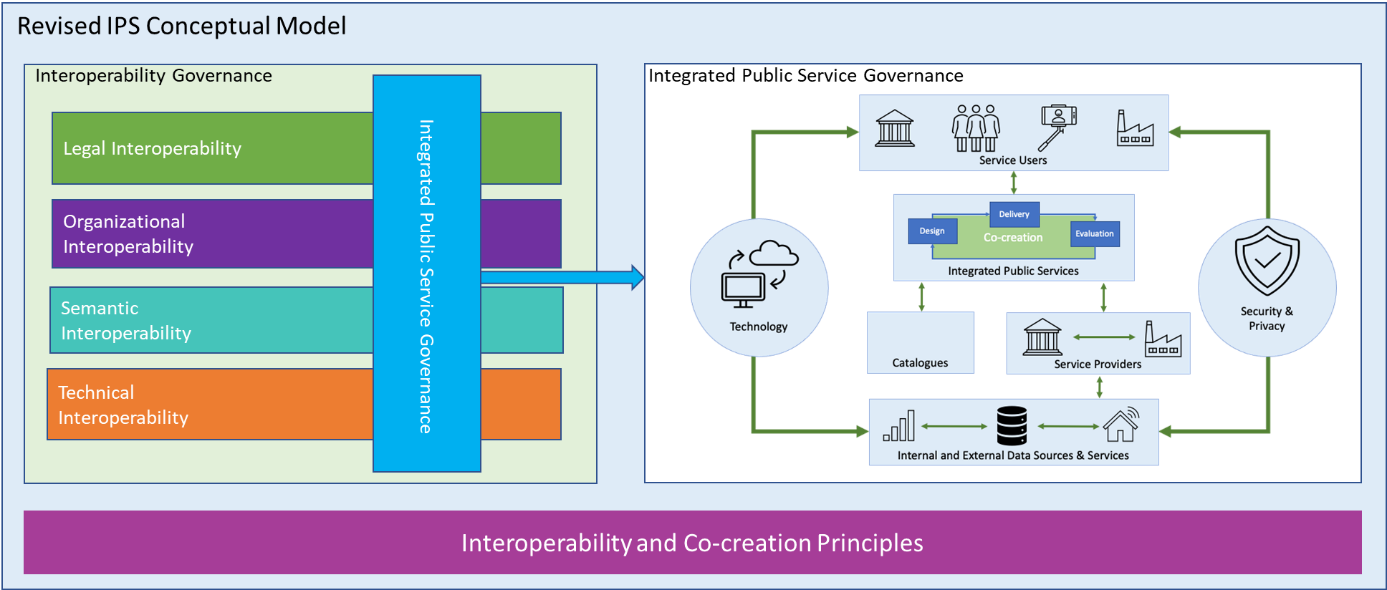 Revised IPS Conceptual Model
Interoperability Governance
Legal Interoperability
Organizational
Interoperability
Semantic
Interoperability
Technical
Interoperability
Integrated Public Service Governance
Integrated Public Service Governance
Service Users
Design
Delivery
Co-creation
Evaluation
Integrated Public Services
Technology
Security &
Privacy
Catalogues
Service Providers
Internal and External Data Sources & Services
Interoperability and Co-creation Principles